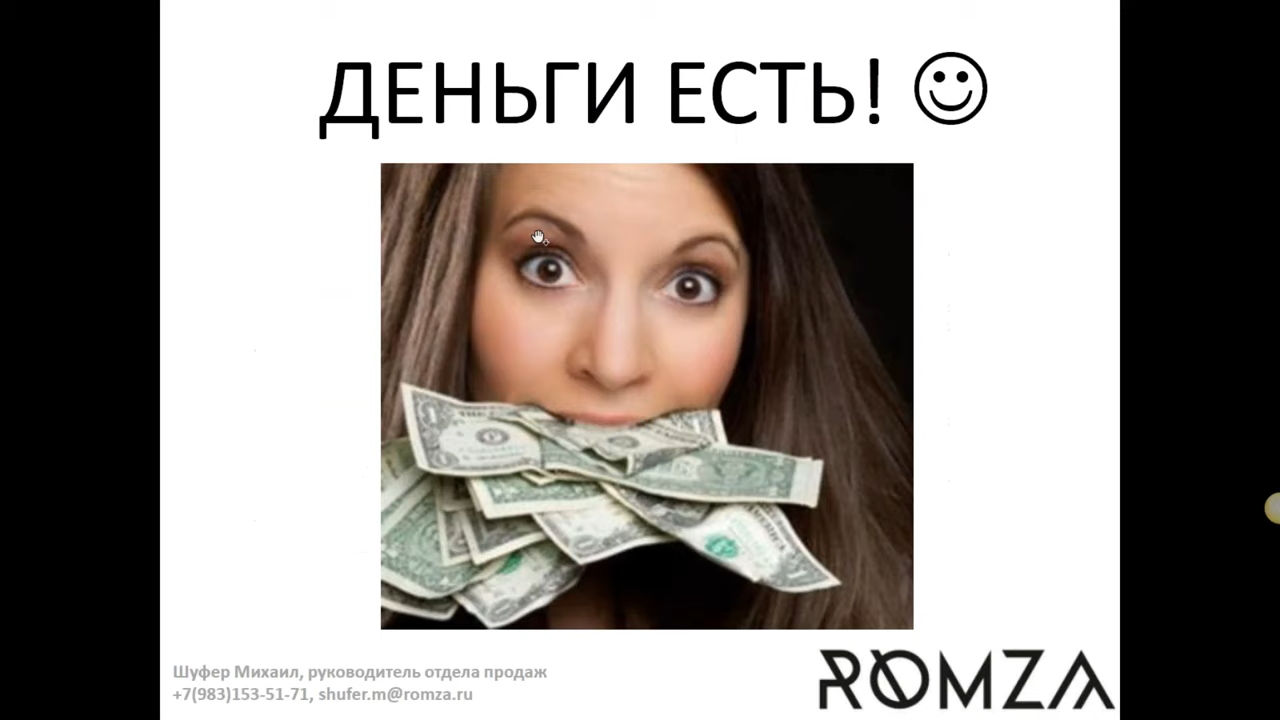 ДЕНЬГИ ЕСТЬ! ☺
Шуфер Михаил, руководитель отдела продаж
+7(983)153-51-71, shufer.m@romza.ru
ROMZA